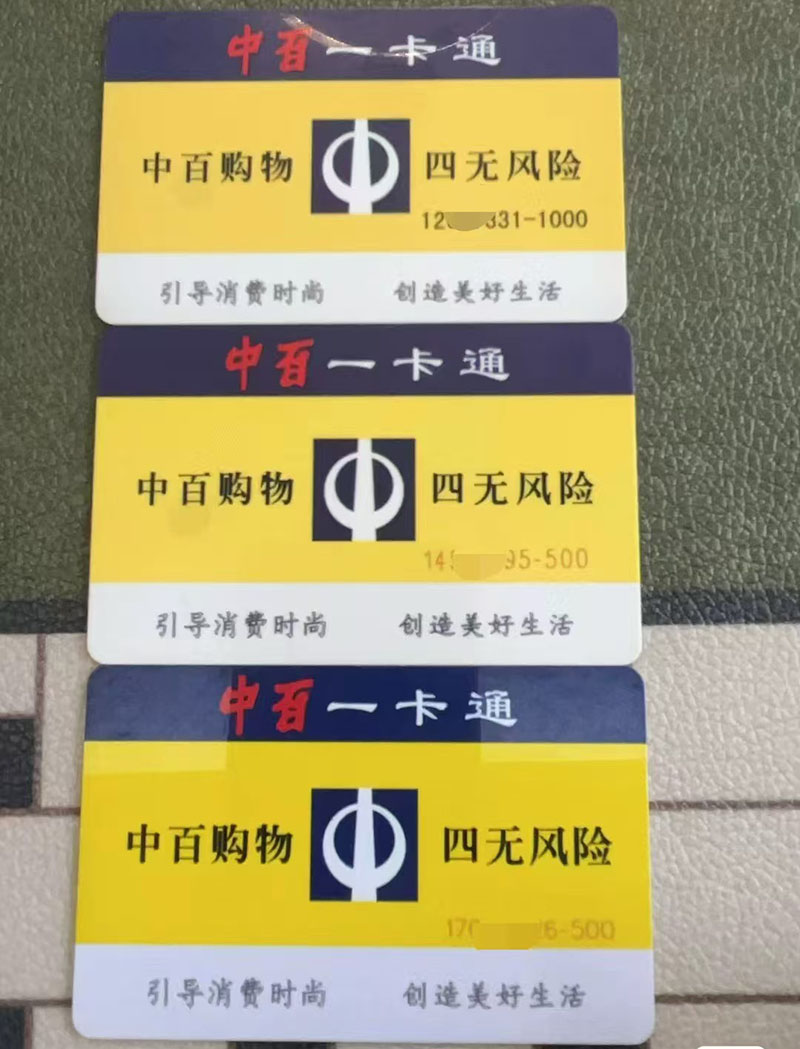 中百一卡通
中百购物 四无风险
331-1000
引导消费时尚 创造美好生活
中百一卡通
中百购物 四无风险
95-500
引导消费时尚 创造美好生活
中百一卡通
中百购物 四无风险
6-500
引导消费时尚 创造美好生活